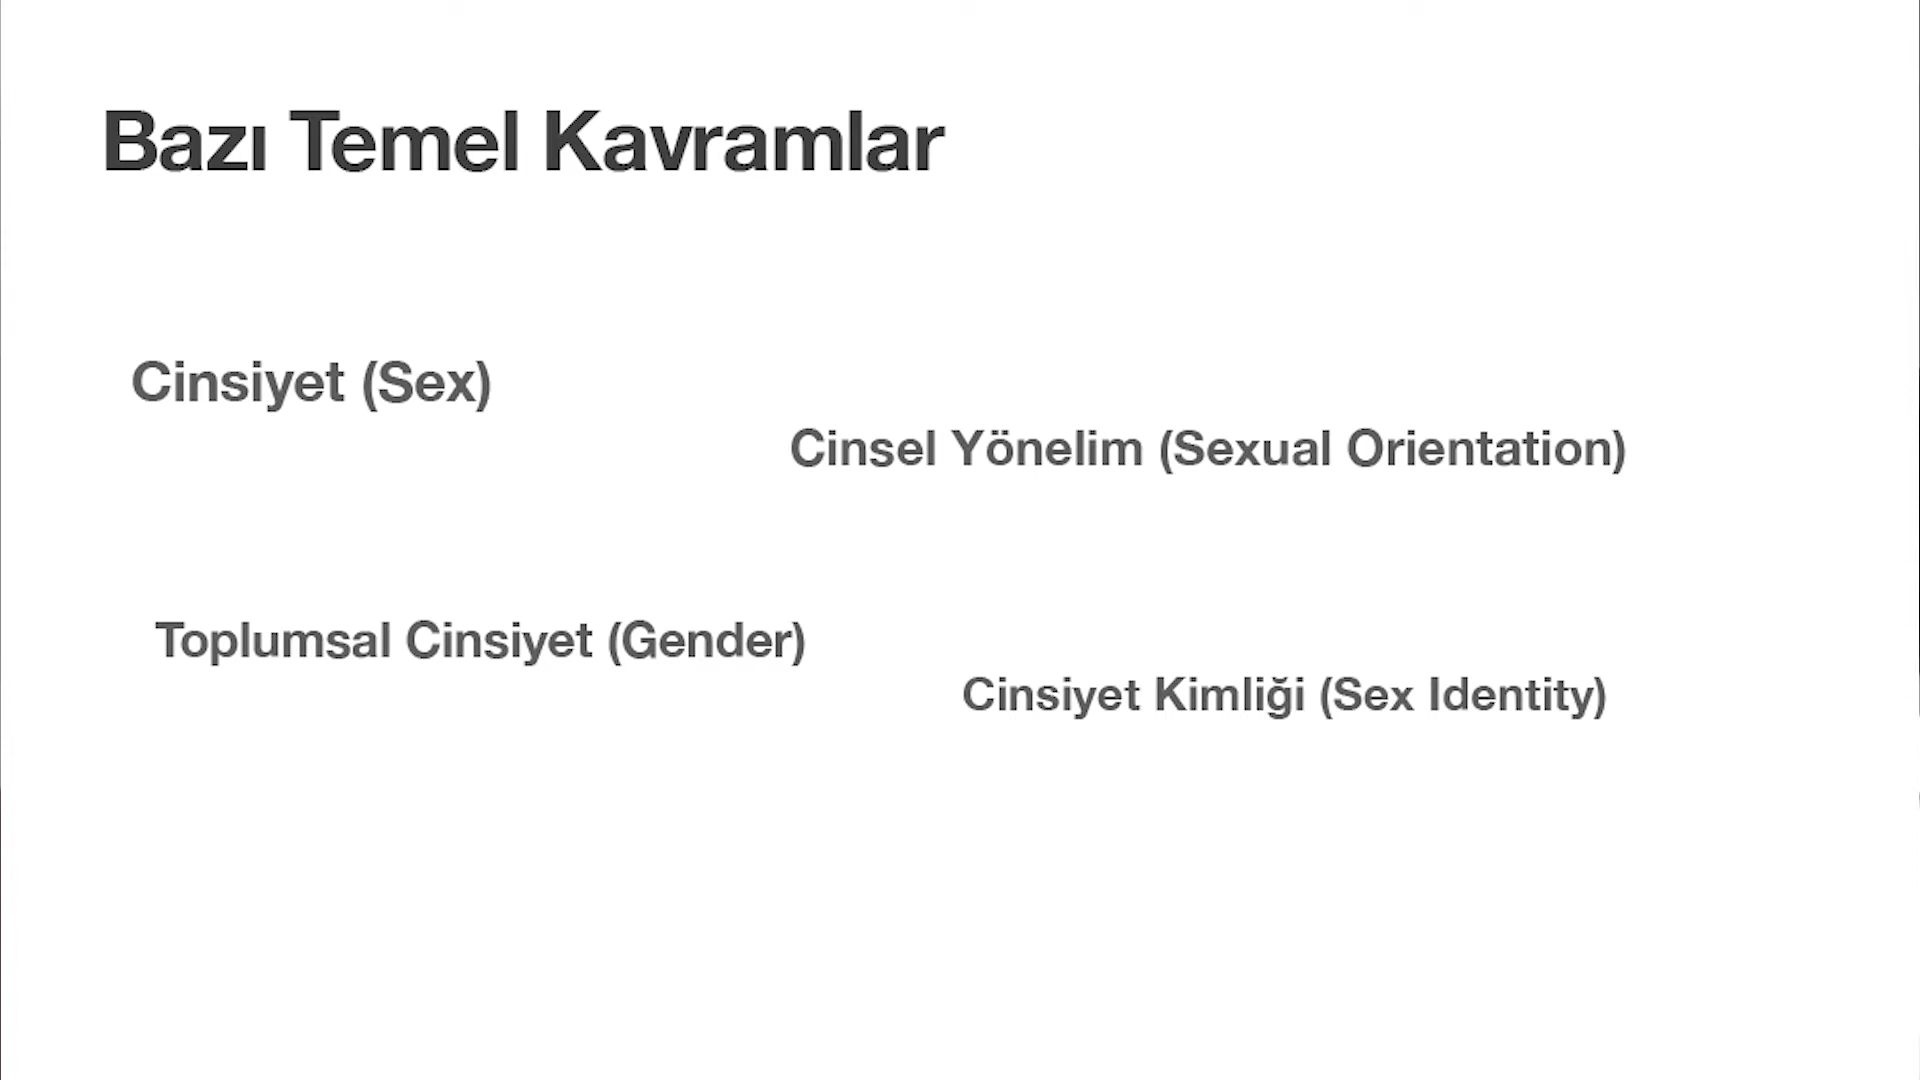 Bazı Temel Kavramlar
Cinsiyet (Sex)
Cinsel Yönelim (Sexual Orientation)
Toplumsal Cinsiyet (Gender)
Cinsiyet Kimliği (Sex Identity)